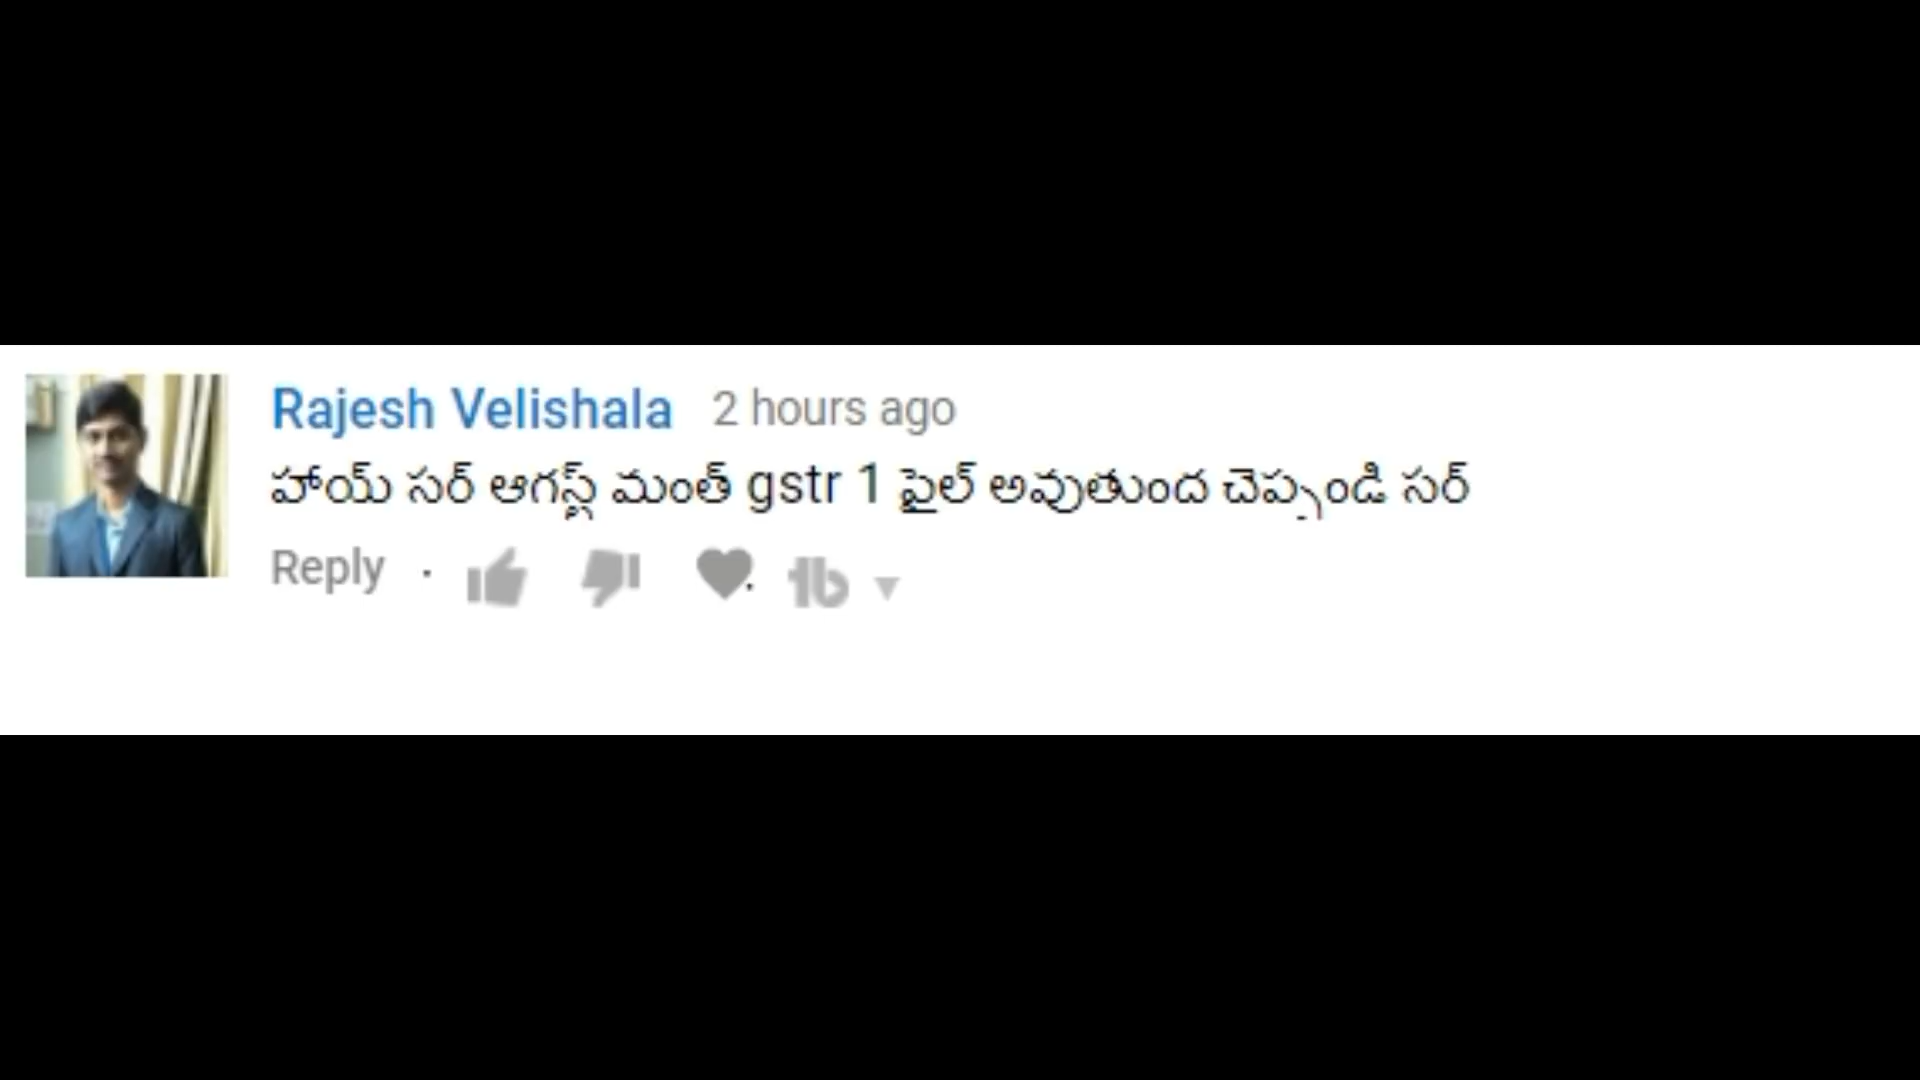 Rajesh Velishala 2 hours ago
హాయ్ సర్ ఆగస్ట్ మంత్ gstr 1 ఫైల్ అవుతుంద చెప్పండి సర్
Reply ·